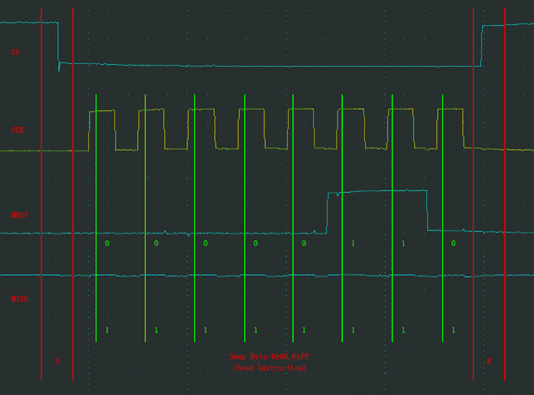 SS
SCK
MOSI
0 0 0 0 0 1 1 0
MISO
1 1 1 1 1 1 1 1
S P
Swap Byte:0x06,0xFF
(Send Instruction)